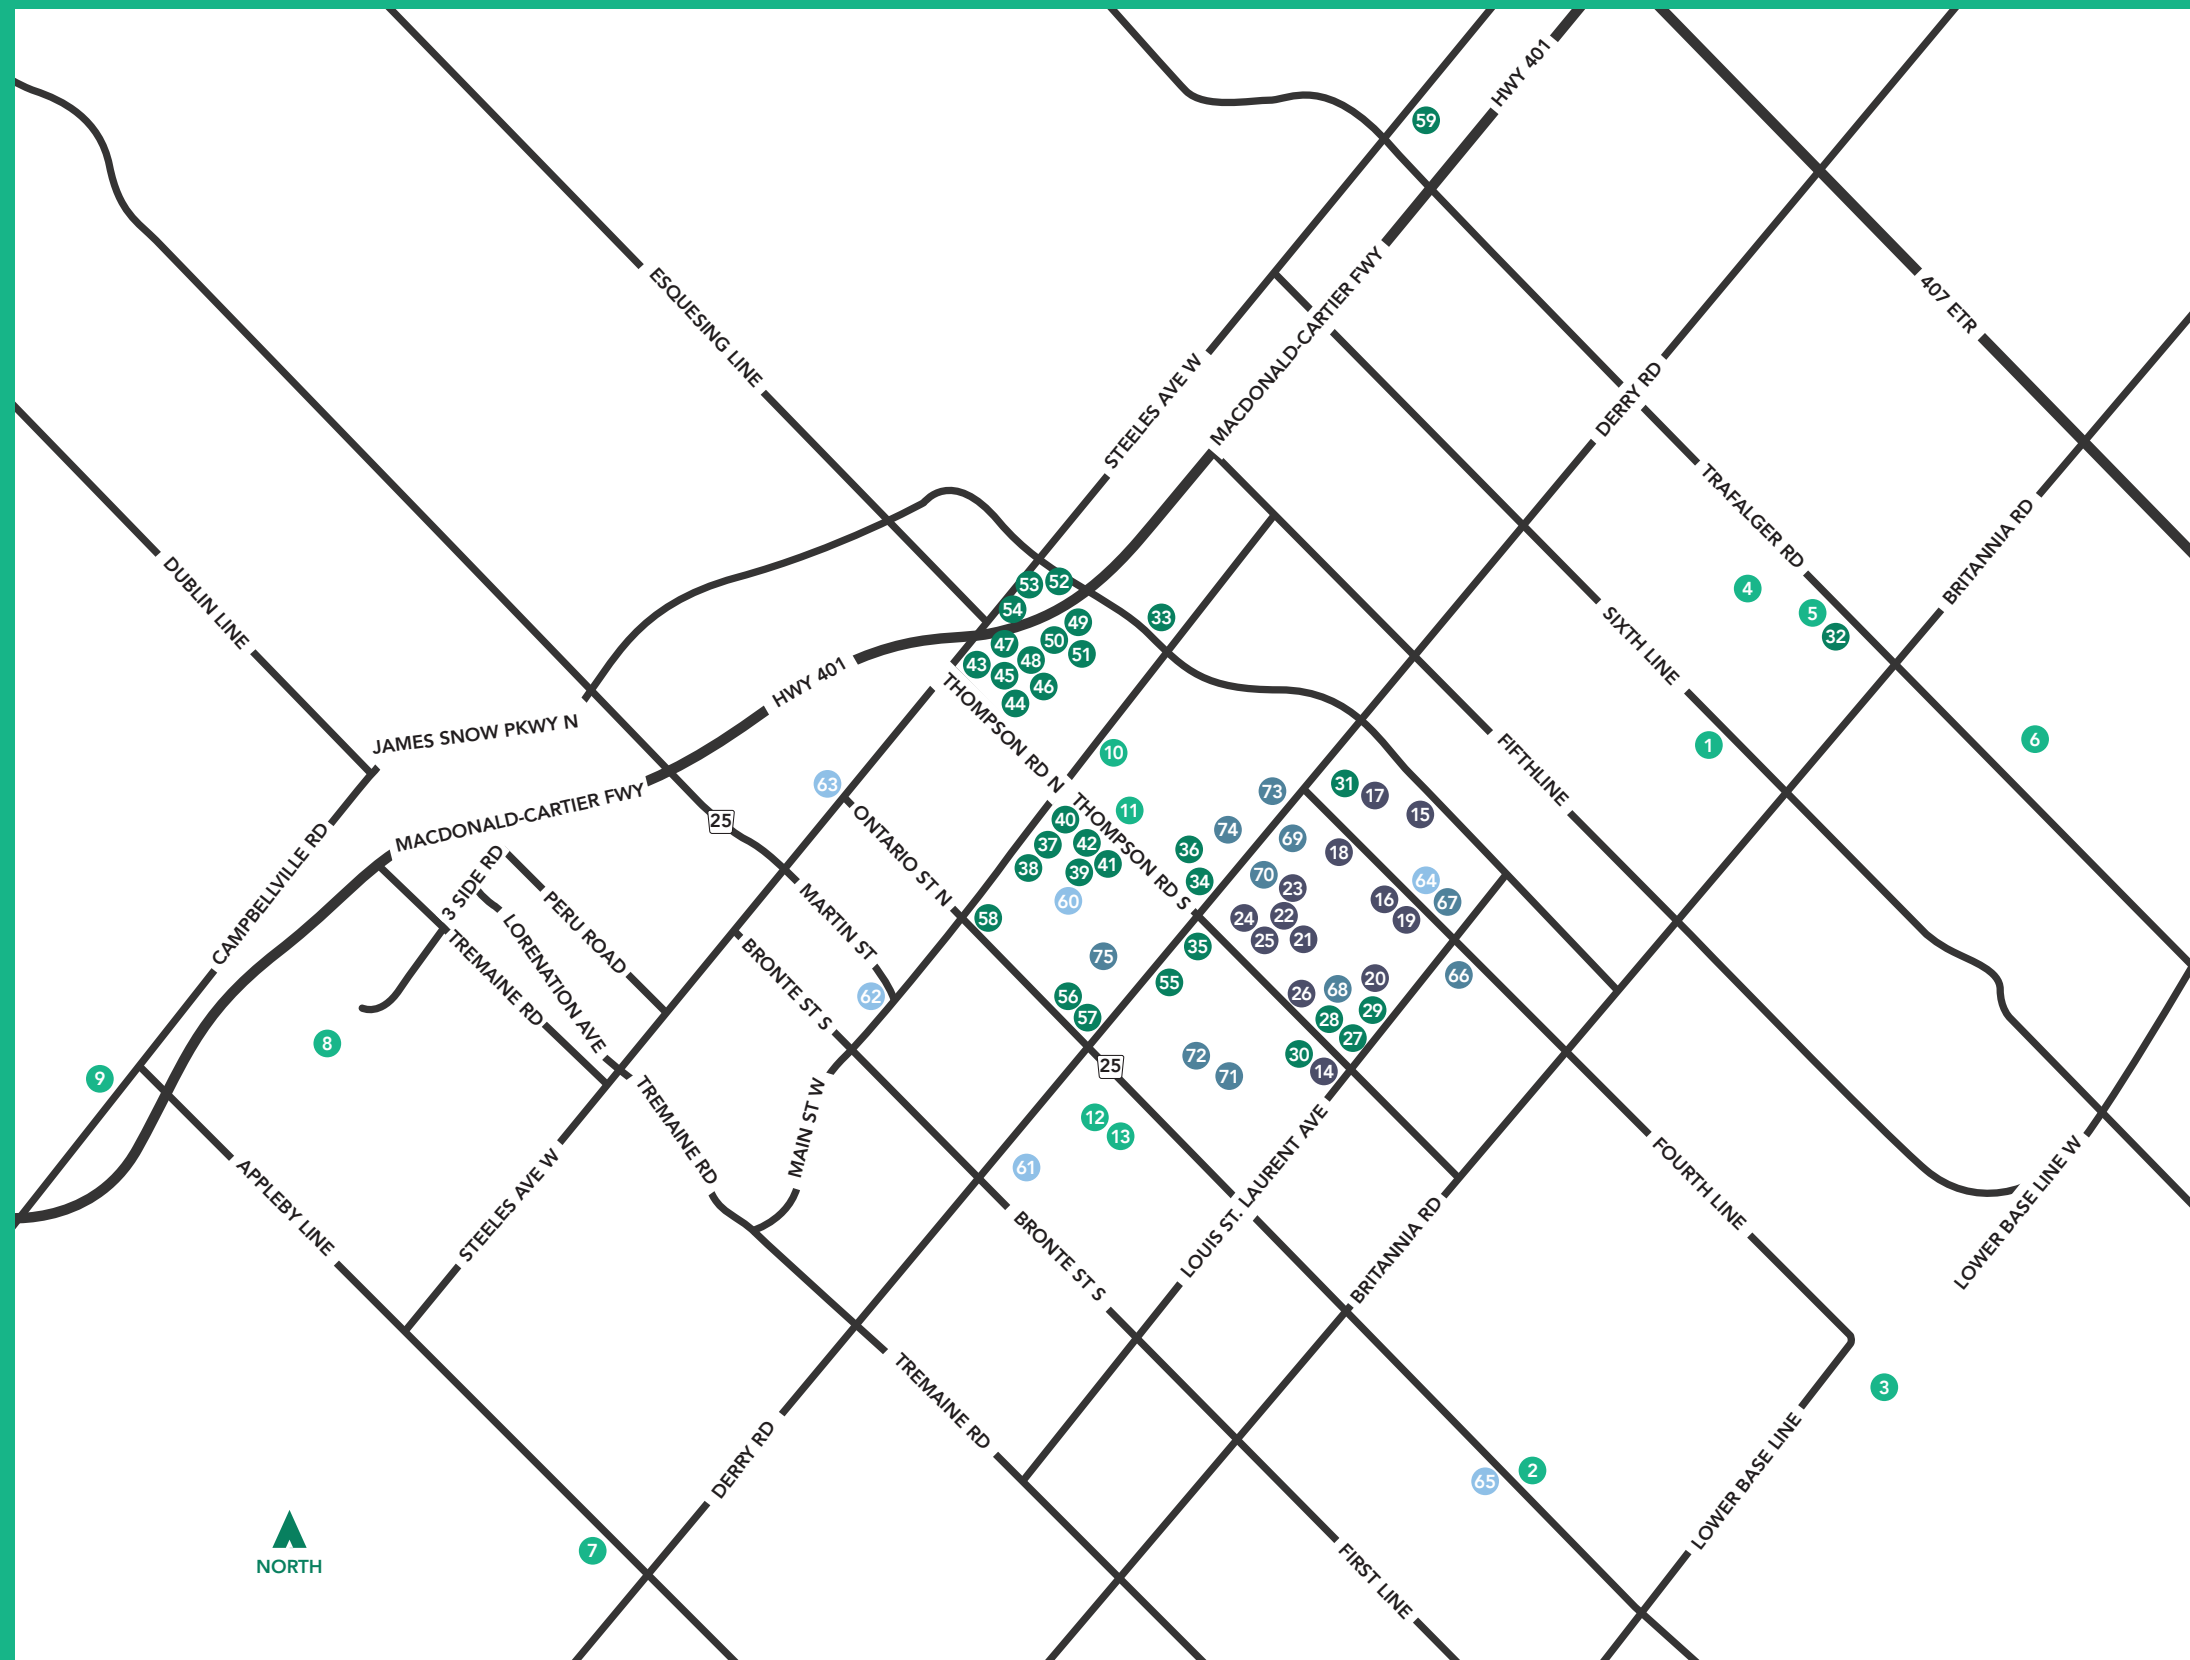 59
HWY 401
ESQUESING LINE
407 ETR
MACDONALD-CARTIER FWY
STEELES AVE W
DERRY RD
TRAFALGER RD
BRITANNIA RD
DUBLIN LINE
53
52
54
33
49
50
51
47
48
43
45
46
44
4
5
32
SIXTH LINE
HWY 401
THOMPSON RD N
JAMES SNOW PKWY N
MACDONALD-CARTIER FWY
25
63
10
11
FIFTHLINE
1
6
73
31
17
15
74
69
18
THOMPSON RD S
40
37
42
38
39
41
36
34
60
70
23
64
16
67
19
24
22
25
21
ONTARIO ST N
58
CAMPBELLVILLE RD
3 SIDE RD
PERU ROAD
LORENATION AVE
TREMAINE RD
MARTIN ST
BRONTE ST S
62
75
35
55
56
57
26
68
20
66
28
29
27
30
14
25
72
71
8
9
TREMAINE RD
MAIN ST W
12
13
61
APPLEBY LINE
STEELES AVE W
BRONTE ST S
LOUIS ST. LAURENT AVE
BRITANNIA RD
FOURTH LINE
LOWER BASE LINE W
TREMAINE RD
3
DERRY RD
65
2
LOWER BASE LINE
7
FIRST LINE
NORTH